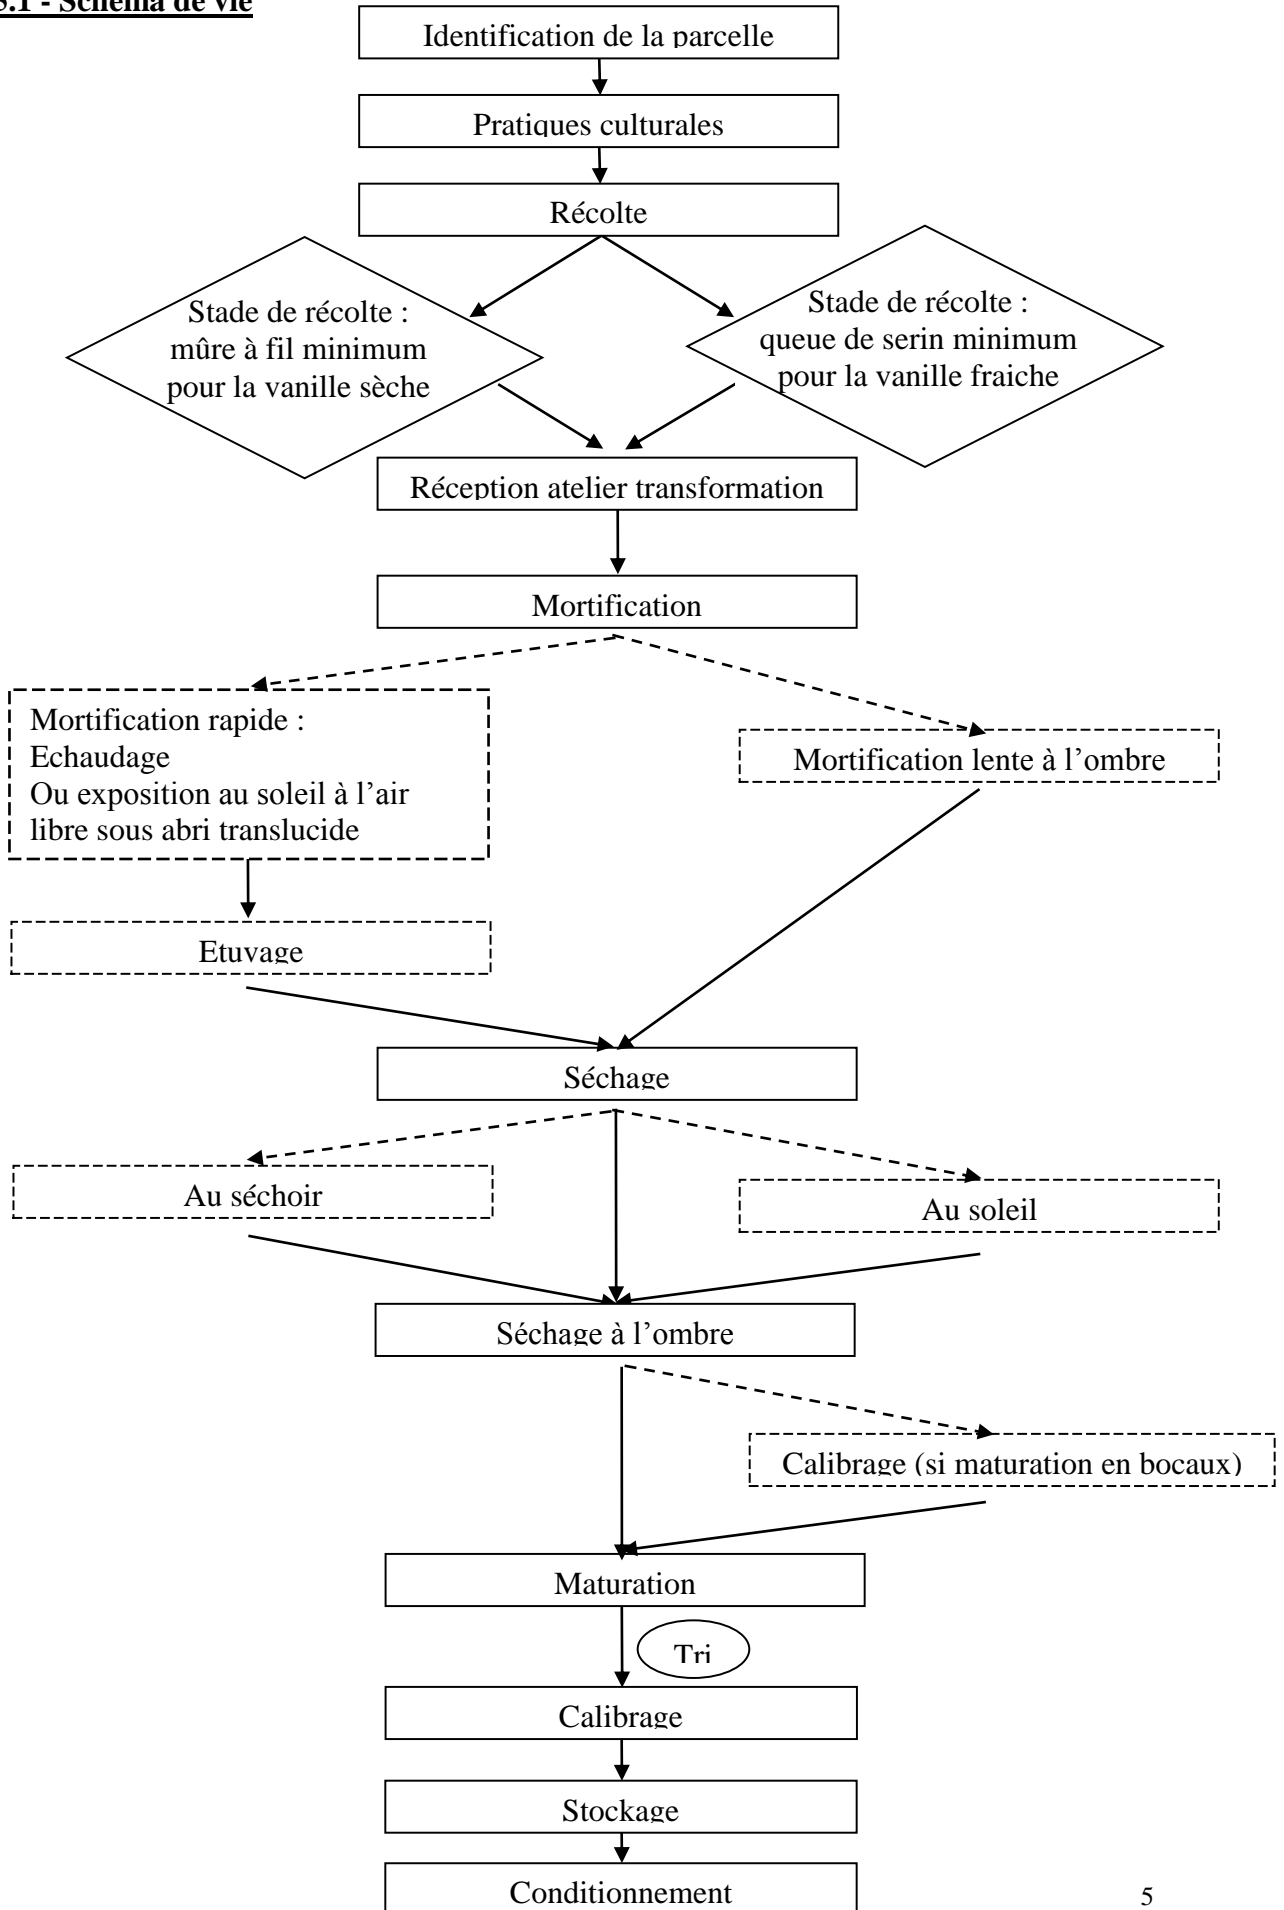 5.1 - Schéma de vie
Identification de la parcelle
Pratiques culturales
Récolte
Stade de récolte :
mûre à fil minimum
pour la vanille sèche
Stade de récolte :
queue de serin minimum
pour la vanille fraiche
Réception atelier transformation
Mortification
Mortification rapide :
Echaudage
Ou exposition au soleil à l’air
libre sous abri translucide
Mortification lente à l’ombre
Etuvage
Séchage
Au séchoir
Au soleil
Séchage à l’ombre
Calibrage (si maturation en bocaux)
Maturation
Tri
Calibrage
Stockage
Conditionnement
5